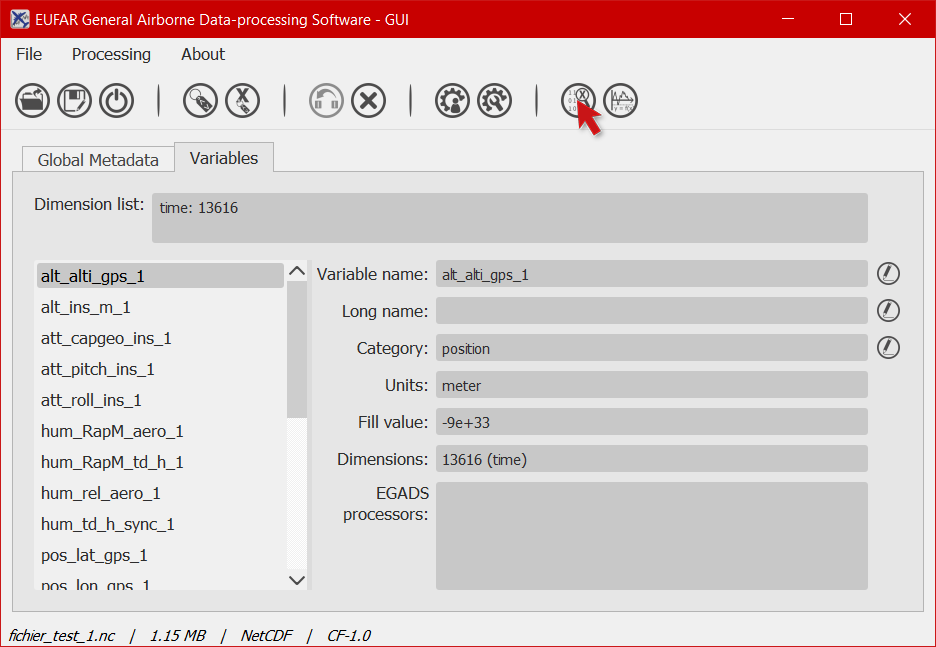 EUFAR General Airborne Data-processing Software - GUI
File Processing About
Global Metadata Variables
Dimension list: time: 13616
alt_alti_gps_1
alt_ins_m_1
att_capgeo_ins_1
att_pitch_ins_1
att_roll_ins_1
hum_RapM_aero_1
hum_RapM_td_h_1
hum_rel_aero_1
hum_td_h_sync_1
pos_lat_gps_1
pos_lon_gps_1
Variable name: alt_alti_gps_1
Long name:
Category: position
Units: meter
Fill value: -9e+33
Dimensions: 13616 (time)
EGADS
processors:
fichier_test_1.nc | 1.15 MB | NetCDF | CF-1.0